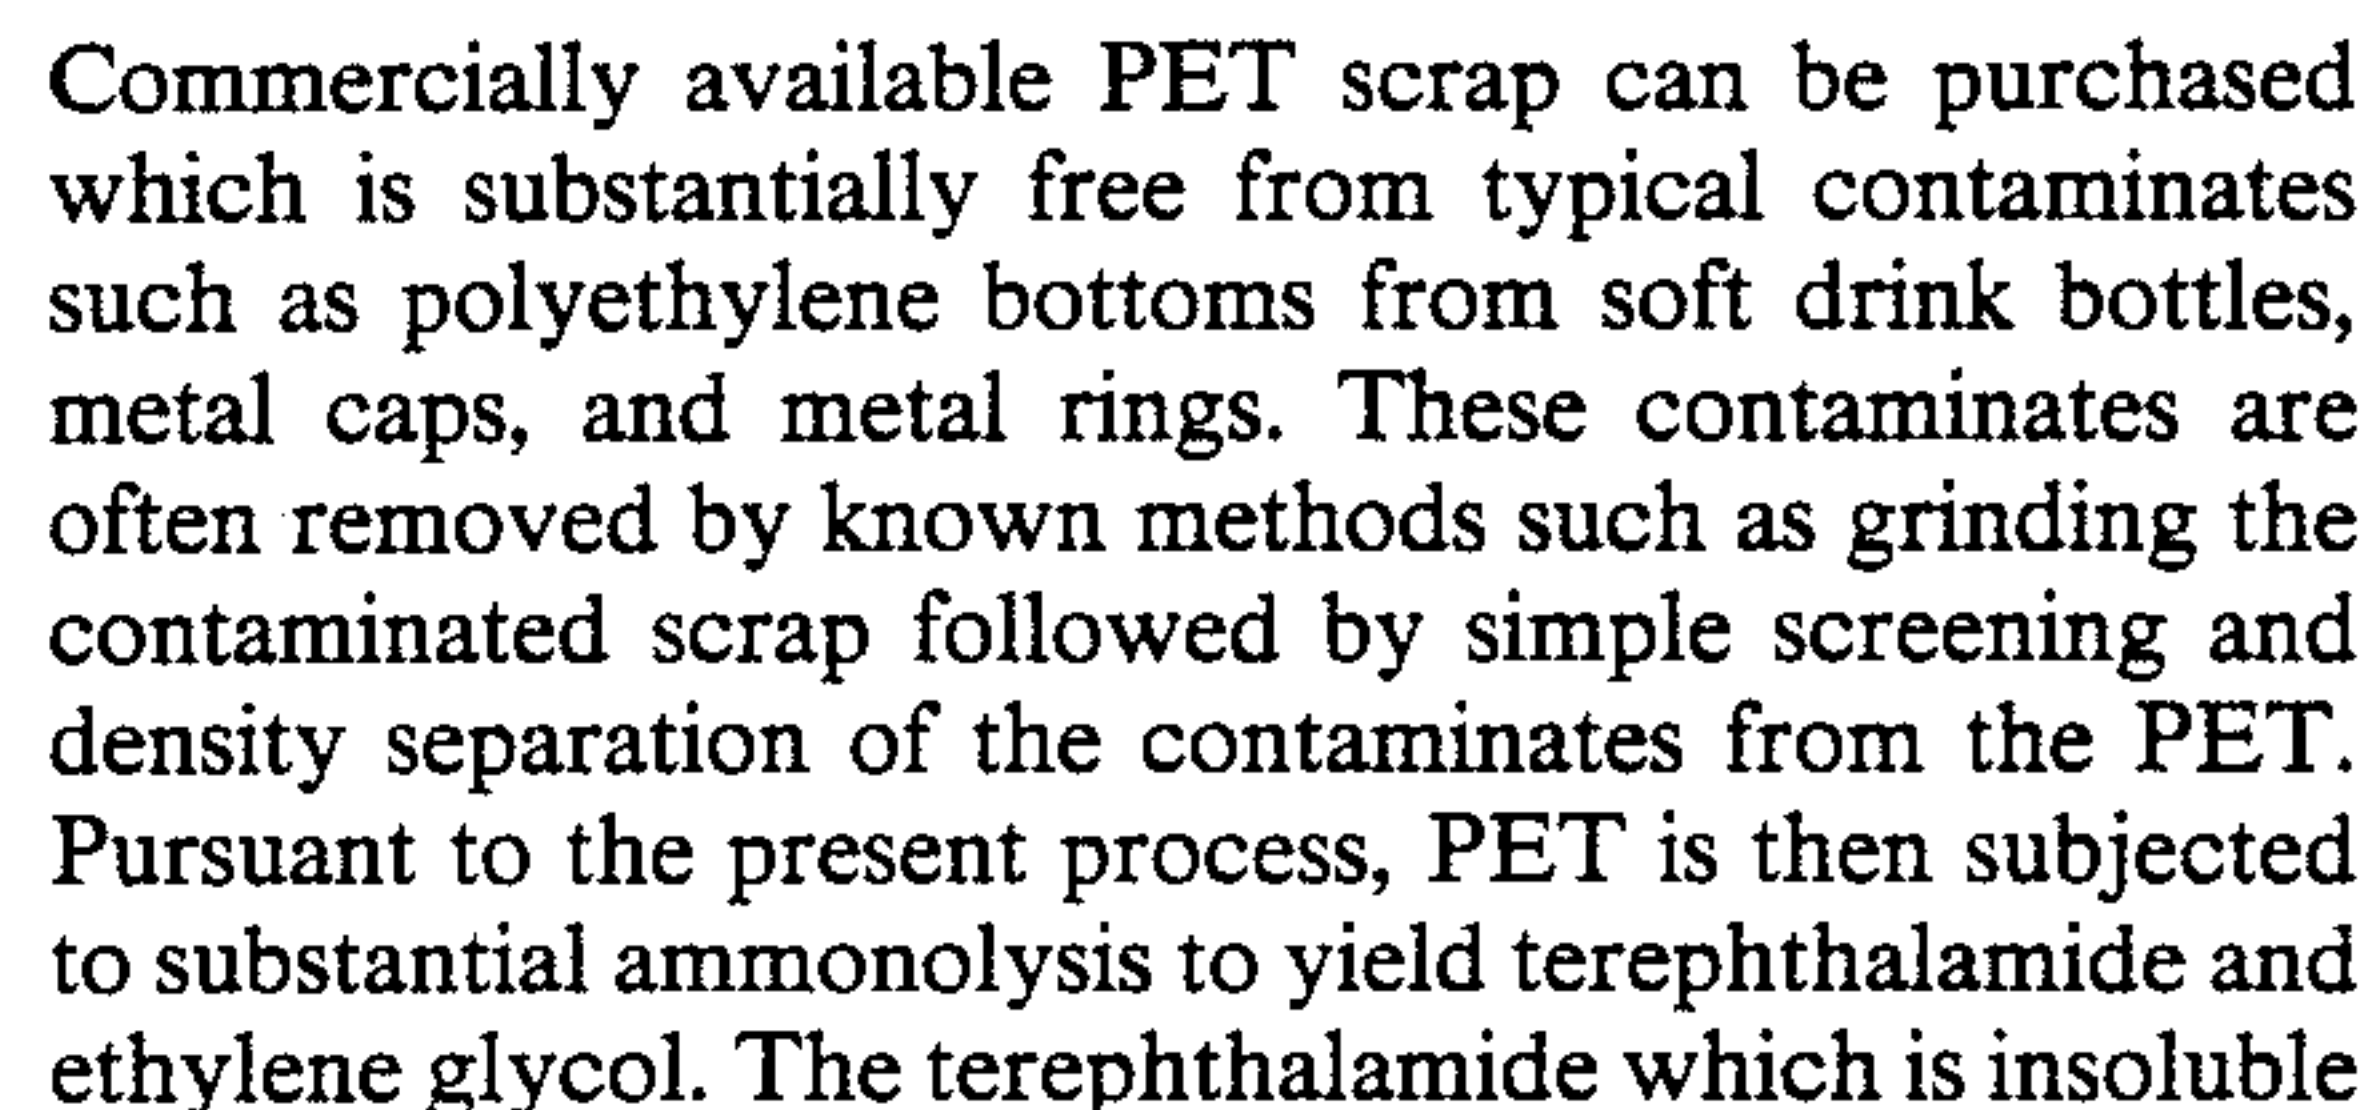 Commercially available PET scrap can be purchased
which is substantially free from typical contaminates
such as polyethylene bottoms from soft drink bottles,
metal caps, and metal rings. These contaminates are
often removed by known methods such as grinding the
contaminated scrap followed by simple screening and
density separation of the contaminates from the PET.
Pursuant to the present process, PET is then subjected
to substantial ammonolysis to yield terephthalamide and
ethylene glycol. The terephthalamide which is insoluble